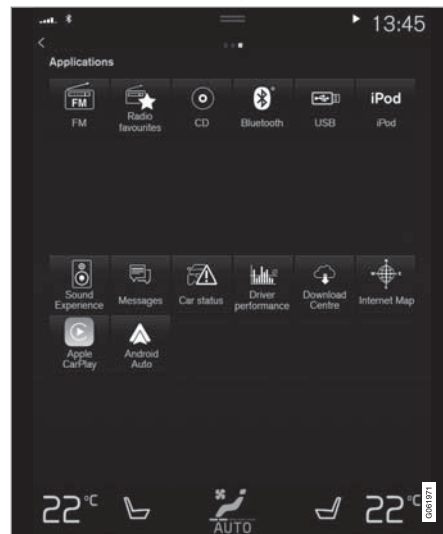 13:45
Applications
FM
FM
Radio
favourites
CD
Bluetooth
USB
iPod
iPod
Sound
Experience
Messages
Car status
Driver
performance
Download
Centre
Internet Map
Apple
CarPlay
Android
Auto
22°C
AUTO
22°C
G061971